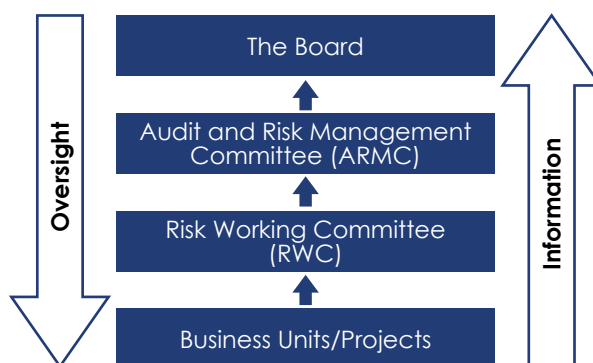 The Board
Audit and Risk Management
Committee (ARMC)
Risk Working Committee
(RWC)
Business Units/Projects
Oversight
Information